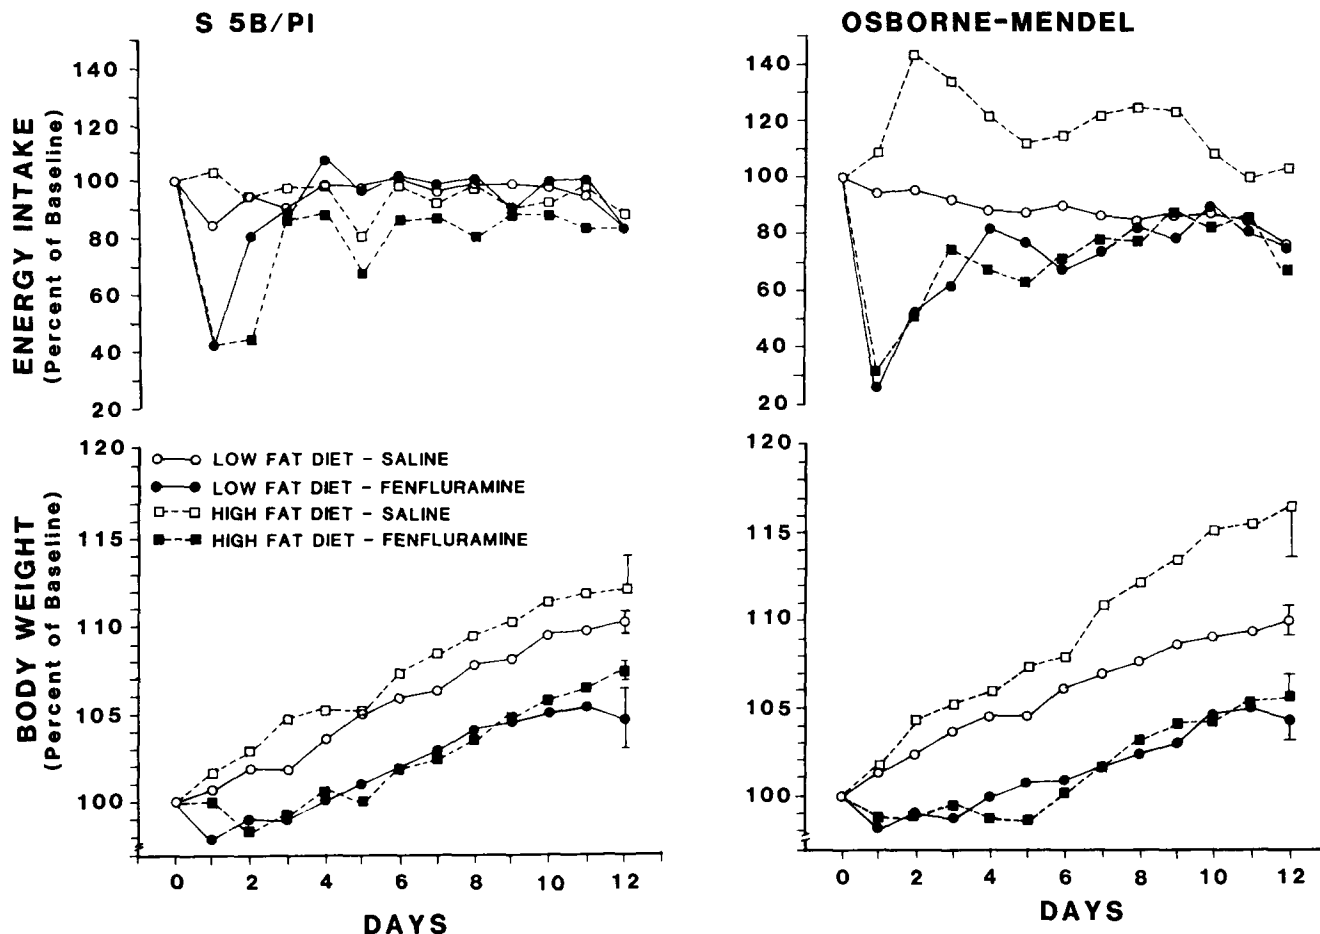 S 5B/Pl
OSBORNE-MENDEL
ENERGY INTAKE
(Percent of Baseline)
140
120
100
80
60
40
20
140
120
100
80
60
40
20
BODY WEIGHT
(Percent of Baseline)
120
115
110
105
100
LOW FAT DIET - SALINE
LOW FAT DIET - FENFLURAMINE
HIGH FAT DIET - SALINE
HIGH FAT DIET - FENFLURAMINE
120
115
110
105
100
0 2 4 6 8 10 12
DAYS
0 2 4 6 8 10 12
DAYS